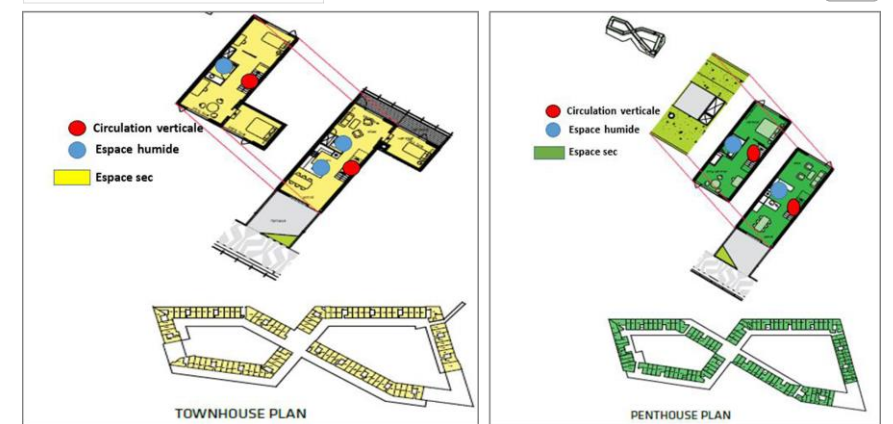 Circulation verticale
Espace humide
Espace sec
TOWNHOUSE PLAN
Circulation verticale
Espace humide
Espace sec
PENTHOUSE PLAN